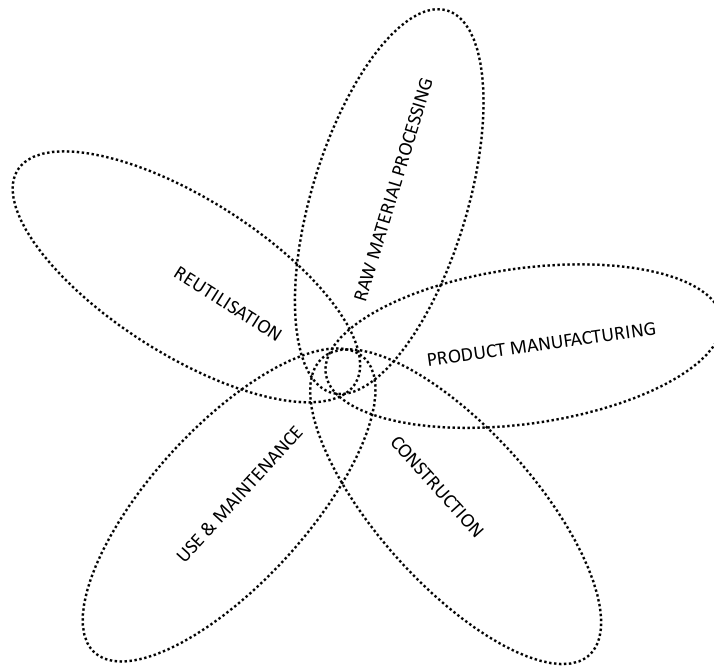 RAW MATERIAL PROCESSING
PRODUCT MANUFACTURING
CONSTRUCTION
USE & MAINTENANCE
REUTILISATION